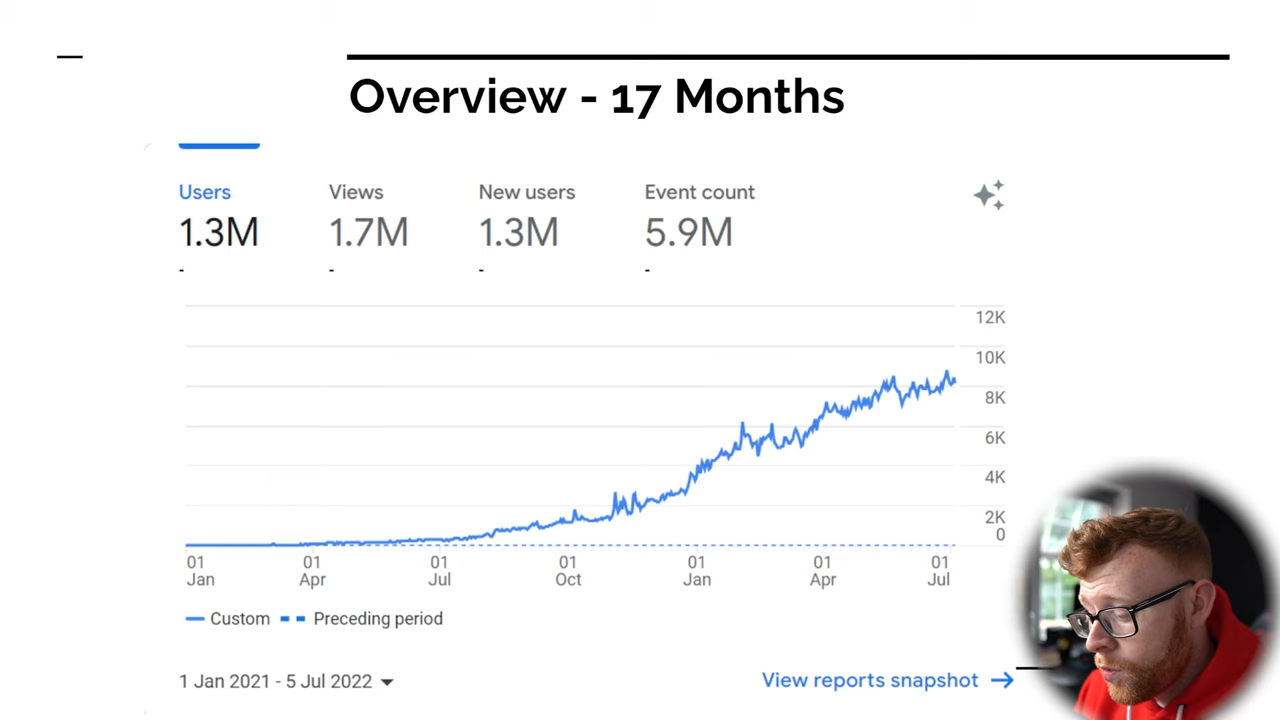 Overview - 17 Months
Users Views New users Event count
1.3M 1.7M 1.3M 5.9M
- - - -
12K
10K
8K
6K
4K
2K
0
01 01 01 01 01 01 01
Jan Apr Jul Oct Jan Apr Jul
Custom Preceding period
1 Jan 2021 - 5 Jul 2022 View reports snapshot